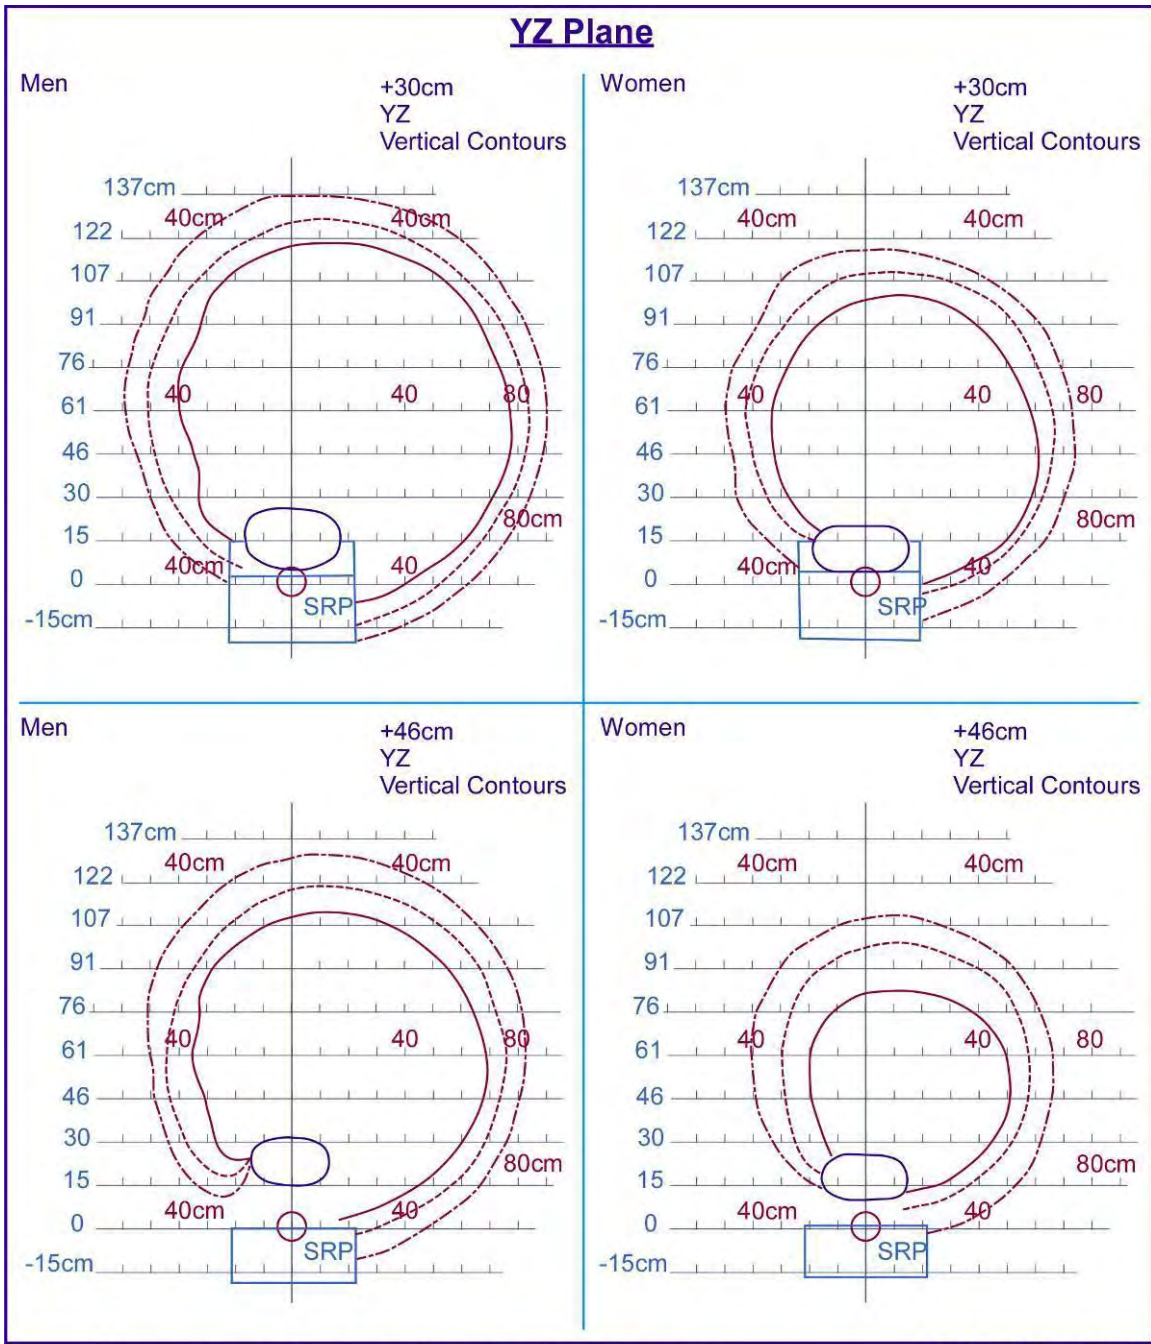 YZ Plane
Men
+30cm
YZ
Vertical Contours
137cm
40cm
40cm
122
107
91
76
40
40
80
61
46
30
80cm
15
40cm
40
0
SRP
-15cm
Women
+30cm
YZ
Vertical Contours
137cm
40cm
40cm
122
107
91
76
40
40
80
61
46
30
80cm
15
40cm
40
0
SRP
-15cm
Men
+46cm
YZ
Vertical Contours
137cm
40cm
40cm
122
107
91
76
40
40
80
61
46
30
80cm
15
40cm
40
0
SRP
-15cm
Women
+46cm
YZ
Vertical Contours
137cm
40cm
40cm
122
107
91
76
40
40
80
61
46
30
80cm
15
40cm
40
0
SRP
-15cm